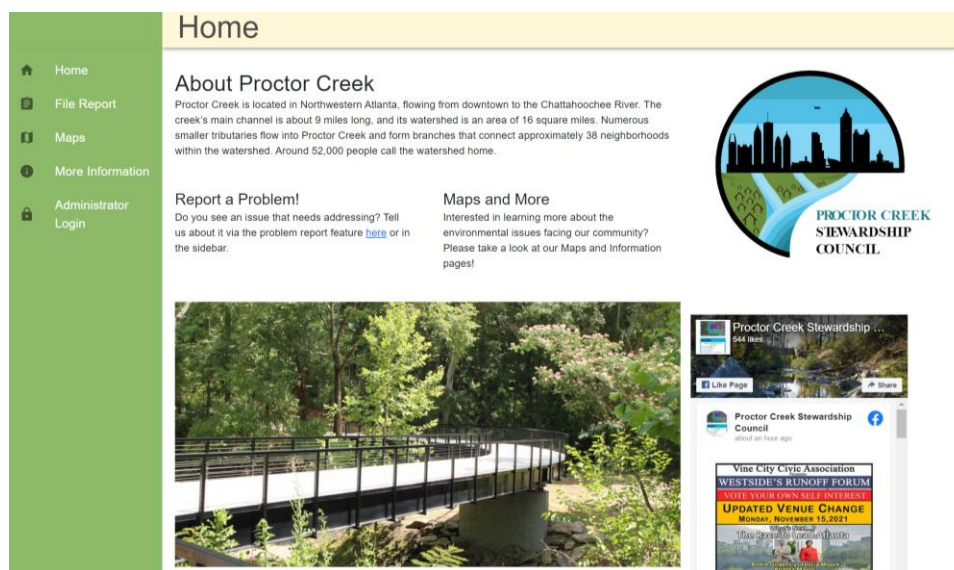 Home
Home
File Report
Maps
More Information
Administrator
Login
About Proctor Creek
Proctor Creek is located in Northwestern Atlanta, flowing from downtown to the Chattahoochee River. The
creek's main channel is about 9 miles long, and its watershed is an area of 16 square miles. Numerous
smaller tributaries flow into Proctor Creek and form branches that connect approximately 38 neighborhoods
within the watershed. Around 52,000 people call the watershed home.
Report a Problem!
Do you see an issue that needs addressing? Tell
us about it via the problem report feature here or in
the sidebar.
Maps and More
Interested in learning more about the
environmental issues facing our community?
Please take a look at our Maps and Information
pages!
PROCTOR CREEK
STEWARDSHIP
COUNCIL
Proctor Creek Stewardship ...
544 likes
Like Page
Share
Proctor Creek Stewardship
Council
about an hour ago
Vine City Civic Association
WESTSIDE'S RUNOFF FORUM
VOTE YOUR OWN SELF INTEREST
UPDATED VENUE CHANGE
MONDAY, NOVEMBER 15,2021
What's Next...?
The Race To Lead Atlanta